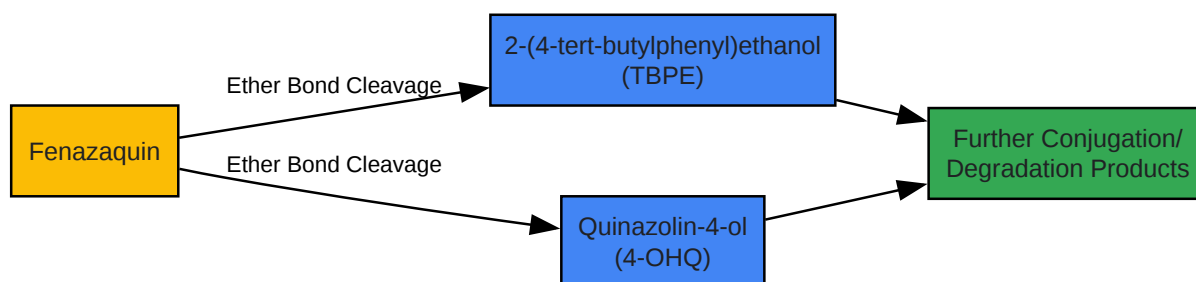 2-(4-tert-butylphenyl)ethanol
(TBPE)
Ether Bond Cleavage
Fenazaquin
Further Conjugation/
Degradation Products
Ether Bond Cleavage
Quinazolin-4-ol
(4-OHQ)